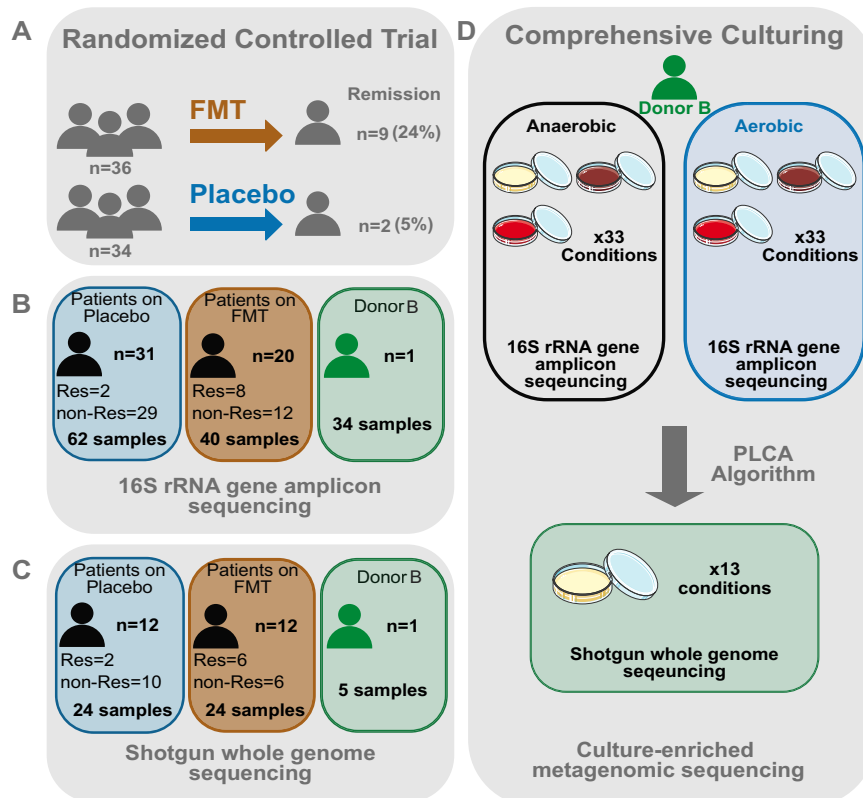 A
Randomized Controlled Trial
FMT
Remission
n=9 (24%)
n=36
Placebo
n=2 (5%)
n=34
B
Patients on
Placebo
n=31
Res=2
non-Res=29
62 samples
Patients on
FMT
n=20
Res=8
non-Res=12
40 samples
Donor B
n=1
34 samples
16S rRNA gene amplicon
sequencing
C
Patients on
Placebo
n=12
Res=2
non-Res=10
24 samples
Patients on
FMT
n=12
Res=6
non-Res=6
24 samples
Donor B
n=1
5 samples
Shotgun whole genome
sequencing
D
Comprehensive Culturing
Donor B
Anaerobic
x33
Conditions
16S rRNA gene
amplicon
seqeuncing
Aerobic
x33
Conditions
16S rRNA gene
amplicon
seqeuncing
PLCA
Algorithm
x13
conditions
Shotgun whole genome
seqeuncing
Culture-enriched
metagenomic sequencing